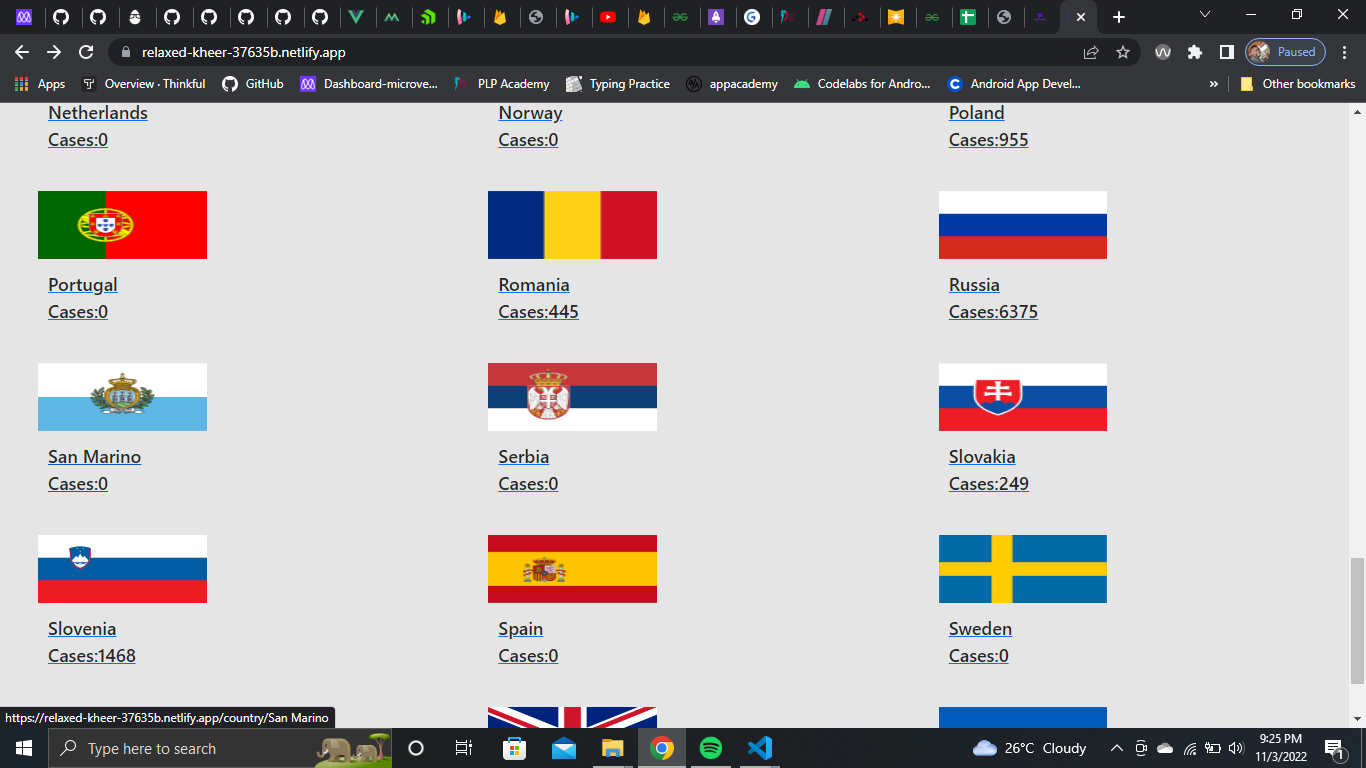 relaxed-kheer-37635b.netlify.app
Paused
Apps
Overview · Thinkful
GitHub
Dashboard-microve...
PLP Academy
Typing Practice
appacademy
Codelabs for Andro...
Android App Devel...
»
Other bookmarks
Netherlands
Norway
Poland
Cases:0
Cases:0
Cases:955
Portugal
Romania
Russia
Cases:0
Cases:445
Cases:6375
San Marino
Serbia
Slovakia
Cases:0
Cases:0
Cases:249
Slovenia
Spain
Sweden
Cases:1468
Cases:0
Cases:0
https://relaxed-kheer-37635b.netlify.app/country/San Marino
Type here to search
26°C Cloudy
9:25 PM
11/3/2022
1